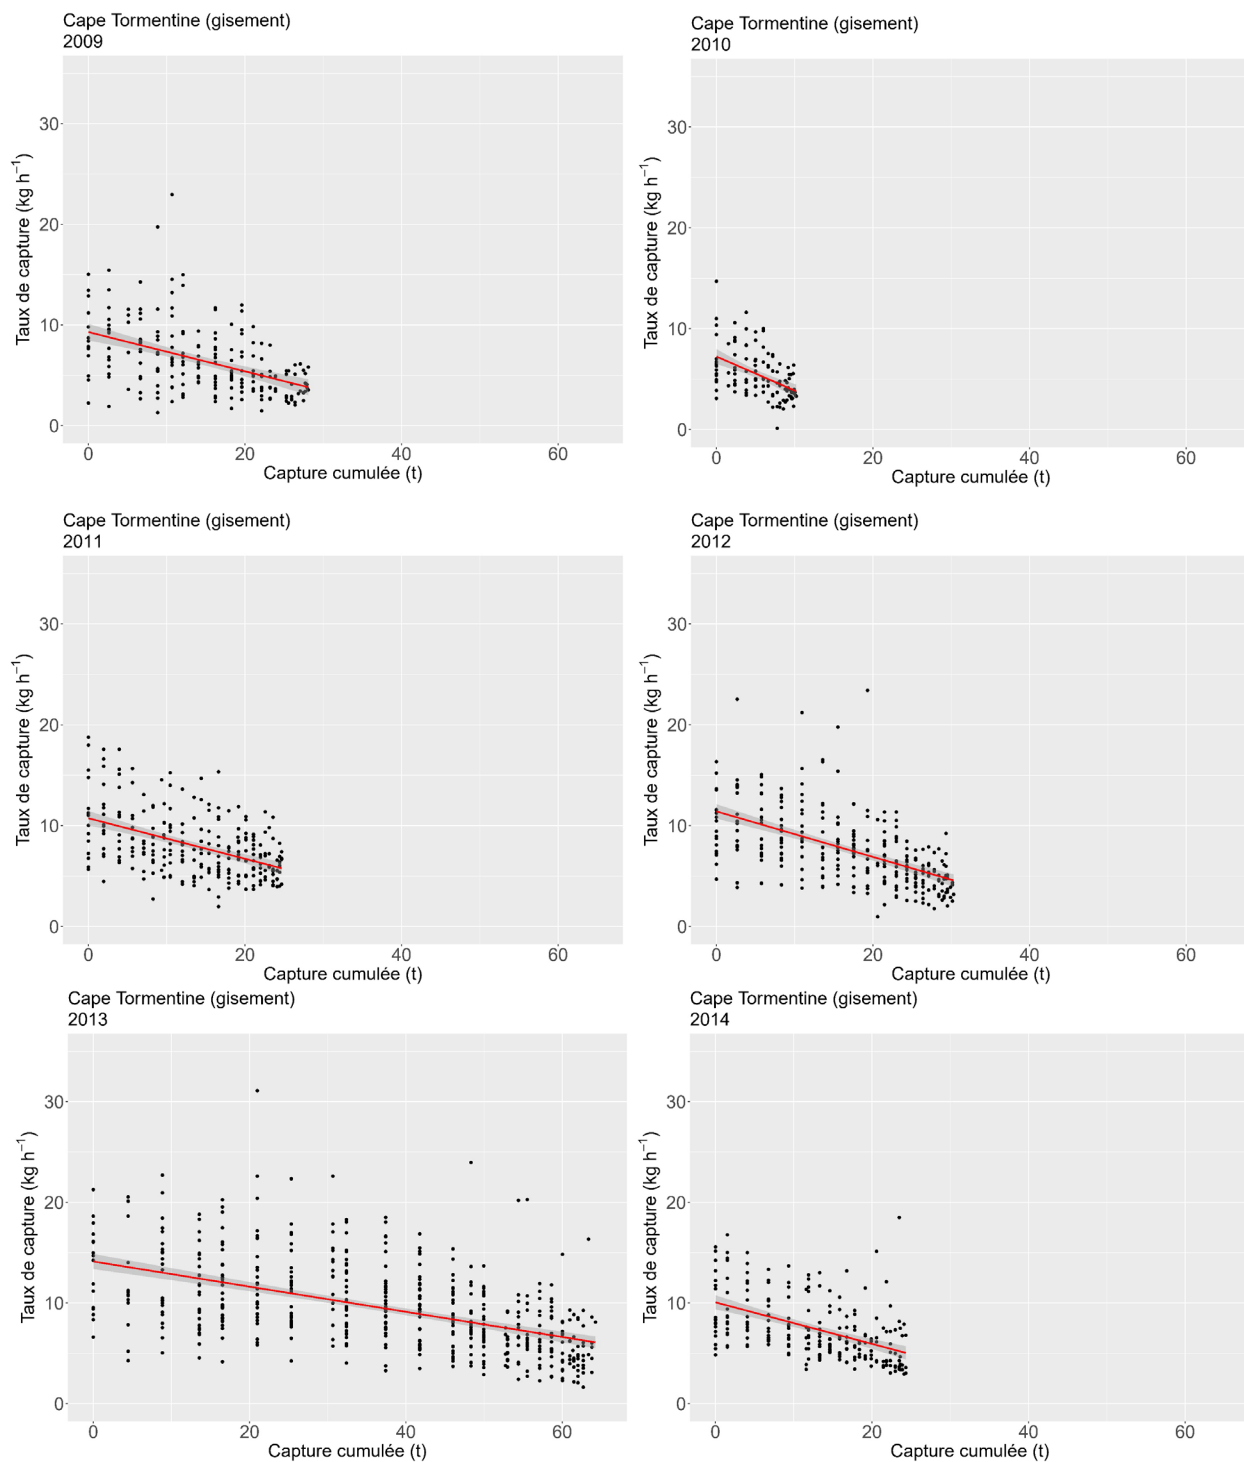 Cape Tormentine (gisement)
2009
Taux de capture (kg h⁻¹)
30
20
10
0
0 20 40 60
Capture cumulée (t)
Cape Tormentine (gisement)
2010
Taux de capture (kg h⁻¹)
30
20
10
0
0 20 40 60
Capture cumulée (t)
Cape Tormentine (gisement)
2011
Taux de capture (kg h⁻¹)
30
20
10
0
0 20 40 60
Capture cumulée (t)
Cape Tormentine (gisement)
2012
Taux de capture (kg h⁻¹)
30
20
10
0
0 20 40 60
Capture cumulée (t)
Cape Tormentine (gisement)
2013
Taux de capture (kg h⁻¹)
30
20
10
0
0 20 40 60
Capture cumulée (t)
Cape Tormentine (gisement)
2014
Taux de capture (kg h⁻¹)
30
20
10
0
0 20 40 60
Capture cumulée (t)